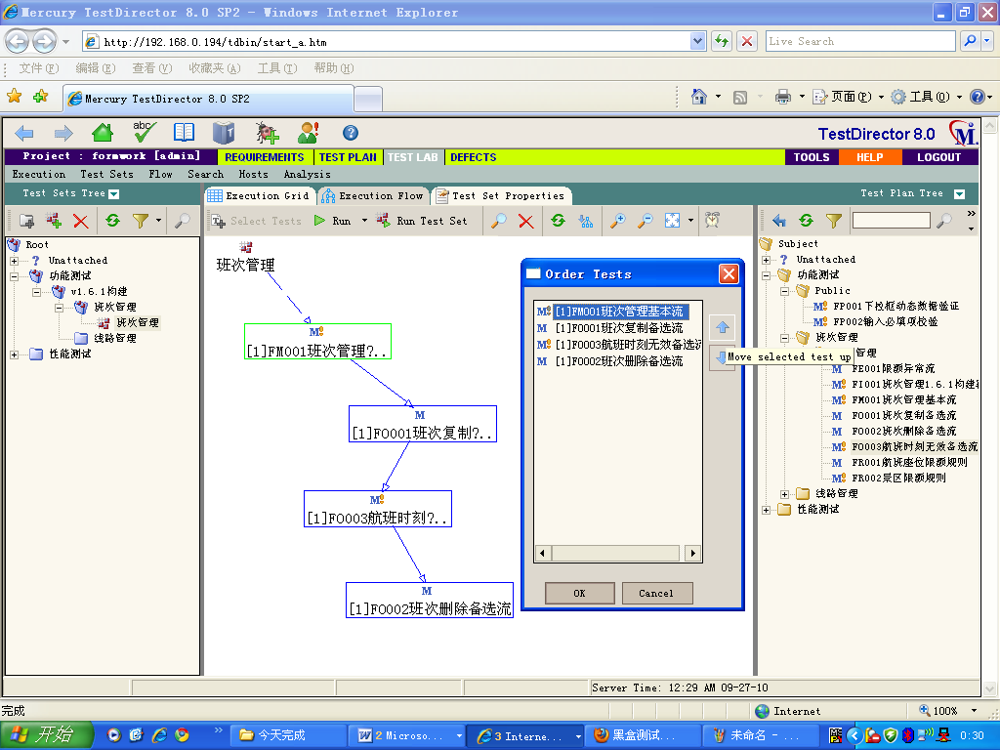 Mercury TestDirector 8.0 SP2 - Windows Internet Explorer
http://192.168.0.194/tdbin/start_a.htm
Live Search
文件(F) 编辑(E) 查看(V) 收藏夹(A) 工具(T) 帮助(H)
Mercury TestDirector 8.0 SP2
页面(P) 工具(O)
abc
TestDirector 8.0
Project : formwork [admin] REQUIREMENTS TEST PLAN TEST LAB DEFECTS TOOLS HELP LOGOUT
Execution Test Sets Flow Search Hosts Analysis
Test Sets Tree
Execution Grid Execution Flow Test Set Properties
Test Plan Tree
Select Tests Run Run Test Set
Root
Unattached
功能测试
v1.6.1构建
班次管理
班次管理
线路管理
性能测试
班次管理
[1]FM001班次管理?..
[1]FO001班次复制?..
[1]FO003航班时刻?..
[1]FO002班次删除备选流
Order Tests
[1]FM001班次管理基本流
[1]FO001班次复制备选流
[1]FO003航班时刻无效备选流
[1]FO002班次删除备选流
Move selected test up
OK Cancel
Subject
Unattached
功能测试
Public
FP001下拉框动态数据验证
FP002输入必填项校验
班次管理
管理
FE001限额异常流
FI001班次管理1.6.1构建
FM001班次管理基本流
FO001班次复制备选流
FO002班次删除备选流
FO003航班时刻无效备选流
FR001航班座位限额规则
FR002景区限额规则
线路管理
性能测试
Server Time: 12:29 AM 09-27-10
完成
Internet 100%
开始 今天完成 2 Microso... 3 Interne... 黑盒测试... 未命名 - ... 0:30